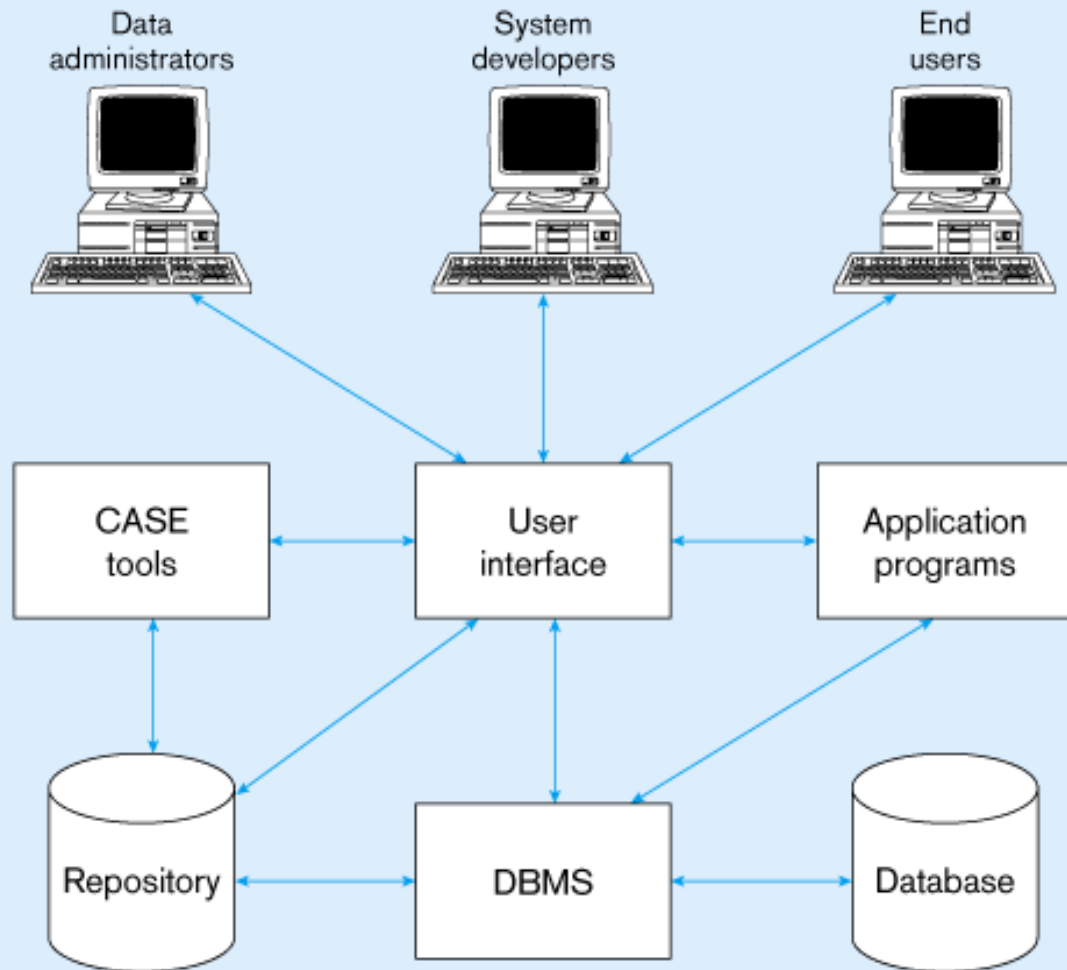 Data
administrators
System
developers
End
users
CASE
tools
User
interface
Application
programs
Repository
DBMS
Database